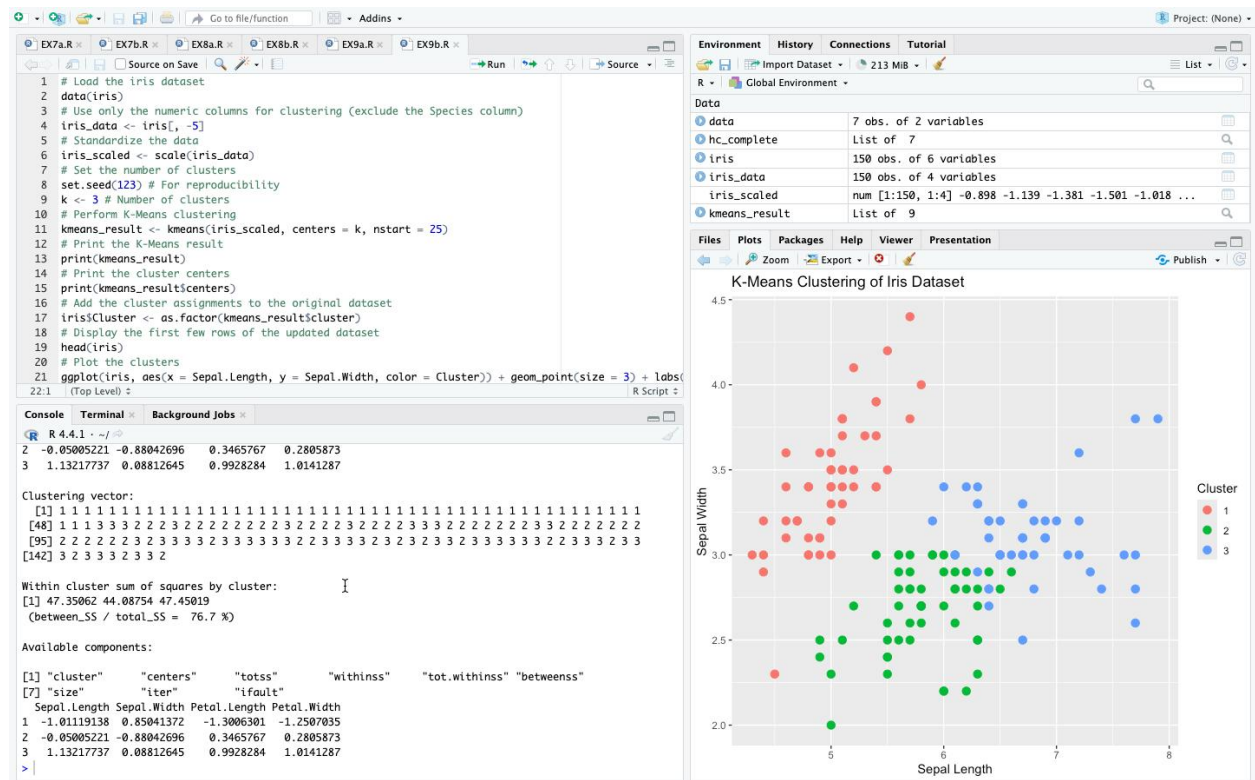 Go to file/function
Addins
Project: (None)
EX7a.R
EX7b.R
EX8a.R
EX8b.R
EX9a.R
EX9b.R
Source on Save
Run
Source
1 # Load the iris dataset
2 data(iris)
3 # Use only the numeric columns for clustering (exclude the Species column)
4 iris_data <- iris[, -5]
5 # Standardize the data
6 iris_scaled <- scale(iris_data)
7 # Set the number of clusters
8 set.seed(123) # For reproducibility
9 k <- 3 # Number of clusters
10 # Perform K-Means clustering
11 kmeans_result <- kmeans(iris_scaled, centers = k, nstart = 25)
12 # Print the K-Means result
13 print(kmeans_result)
14 # Print the cluster centers
15 print(kmeans_result$centers)
16 # Add the cluster assignments to the original dataset
17 iris$Cluster <- as.factor(kmeans_result$cluster)
18 # Display the first few rows of the updated dataset
19 head(iris)
20 # Plot the clusters
21 ggplot(iris, aes(x = Sepal.Length, y = Sepal.Width, color = Cluster)) + geom_point(size = 3) + labs(
22:1 (Top Level) R Script
Console Terminal Background Jobs
R 4.4.1 · ~/
2 -0.05005221 -0.88042696 0.3465767 0.2805873
3 1.13217737 0.08812645 0.9928284 1.0141287
Clustering vector:
[1] 1 1 1 1 1 1 1 1 1 1 1 1 1 1 1 1 1 1 1 1 1 1 1 1 1 1 1 1 1 1 1 1 1 1 1 1 1 1 1 1 1 1 1 1 1 1 1
[48] 1 1 1 3 3 3 2 2 2 3 2 2 2 2 2 2 2 2 3 2 2 2 2 3 2 2 2 2 3 3 3 2 2 2 2 2 2 2 3 3 2 2 2 2 2 2 2
[95] 2 2 2 2 2 2 3 2 3 3 3 2 3 3 3 3 3 3 2 2 3 3 3 3 2 3 2 3 2 3 3 2 3 3 3 3 3 3 2 2 3 3 3 2 3 3 3
[142] 3 2 3 3 3 2 3 3 2
Within cluster sum of squares by cluster:
[1] 47.35062 44.08754 47.45019
(between_SS / total_SS = 76.7 %)
Available components:
[1] "cluster" "centers" "totss" "withinss" "tot.withinss" "betweenss"
[7] "size" "iter" "ifault"
Sepal.Length Sepal.Width Petal.Length Petal.Width
1 -1.01119138 0.85041372 -1.3006301 -1.2507035
2 -0.05005221 -0.88042696 0.3465767 0.2805873
3 1.13217737 0.08812645 0.9928284 1.0141287
>
Environment History Connections Tutorial
Import Dataset 213 MiB List
R Global Environment
Data
data 7 obs. of 2 variables
hc_complete List of 7
iris 150 obs. of 6 variables
iris_data 150 obs. of 4 variables
iris_scaled num [1:150, 1:4] -0.898 -1.139 -1.381 -1.501 -1.018 ...
kmeans_result List of 9
Files Plots Packages Help Viewer Presentation
Zoom Export Publish
K-Means Clustering of Iris Dataset
4.5
4.0
3.5
3.0
2.5
2.0
Sepal Width
5 6 7 8
Sepal Length
Cluster
1
2
3